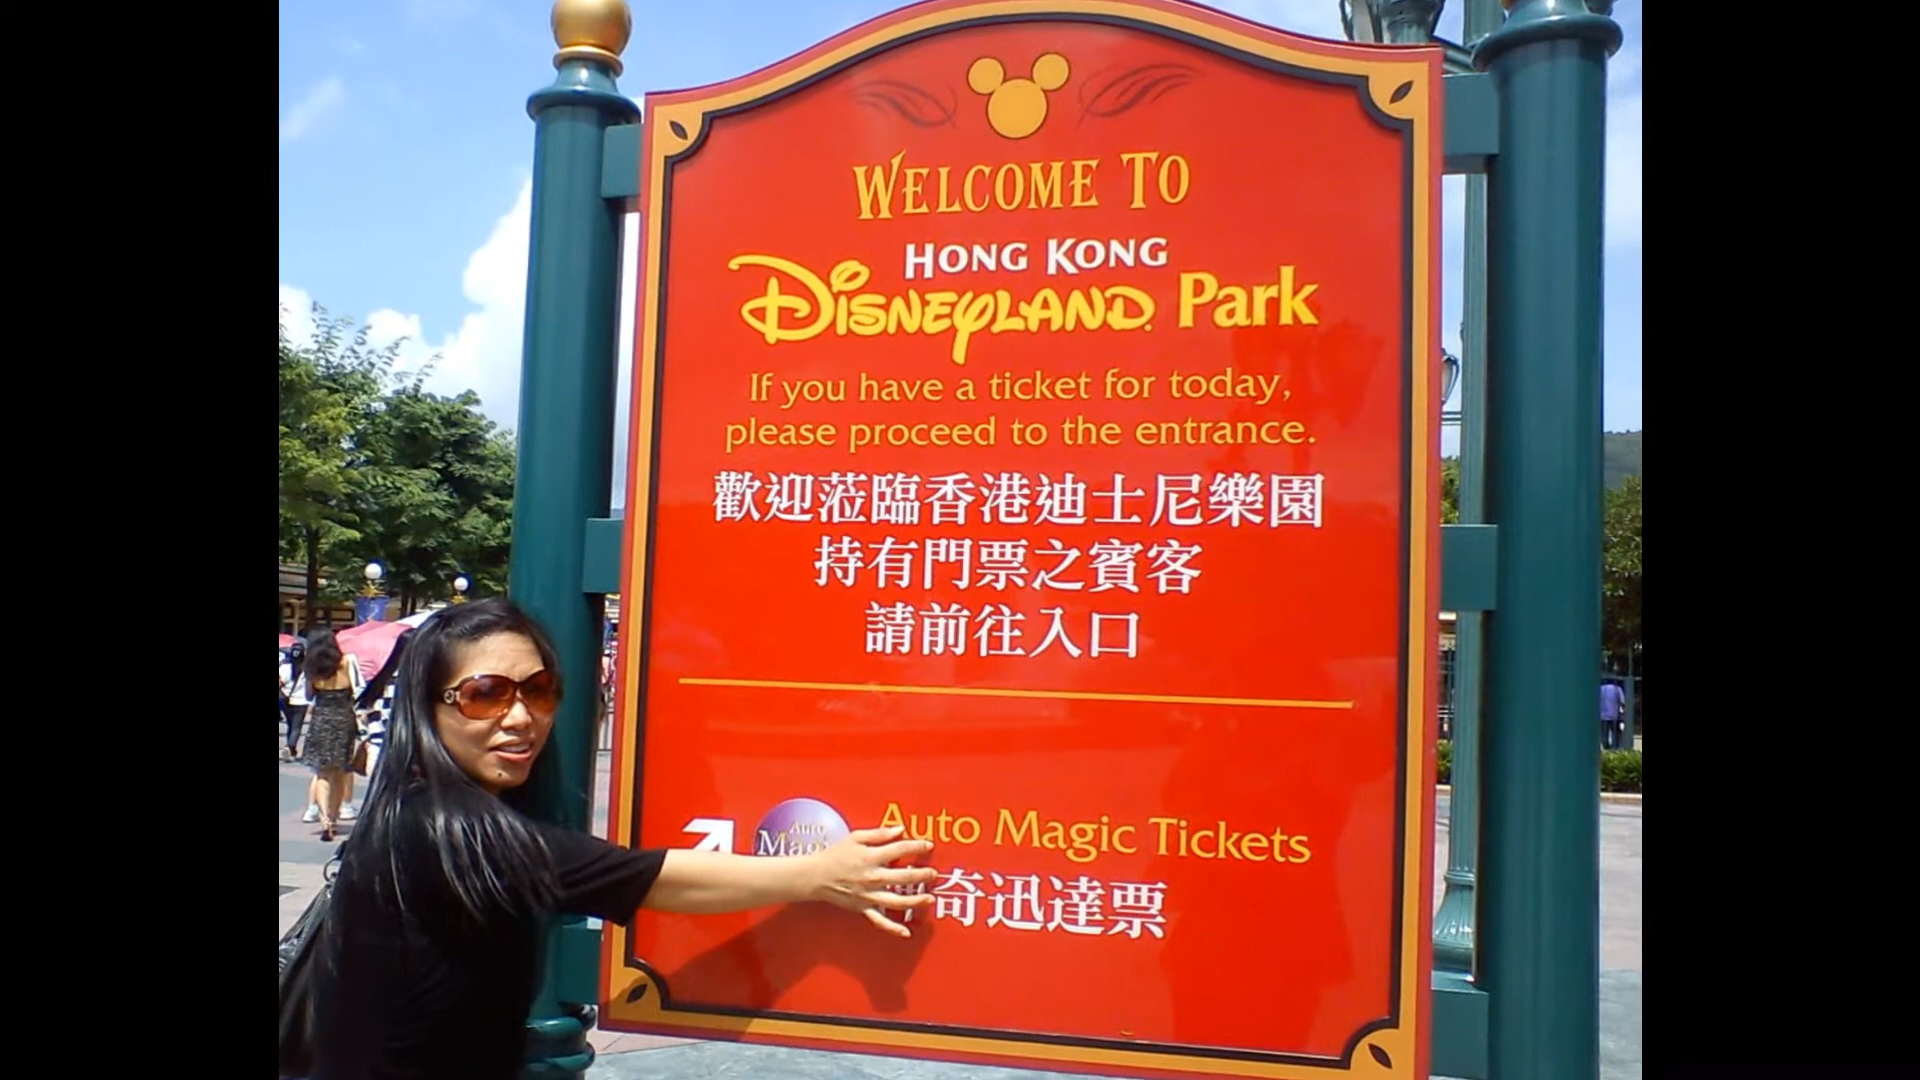 WELCOME TO
HONG KONG
DISNEYLAND Park
If you have a ticket for today,
please proceed to the entrance.
歡迎蒞臨香港迪士尼樂園
持有門票之賓客
請前往入口
Auto
Auto Magic Tickets
奇迅達票